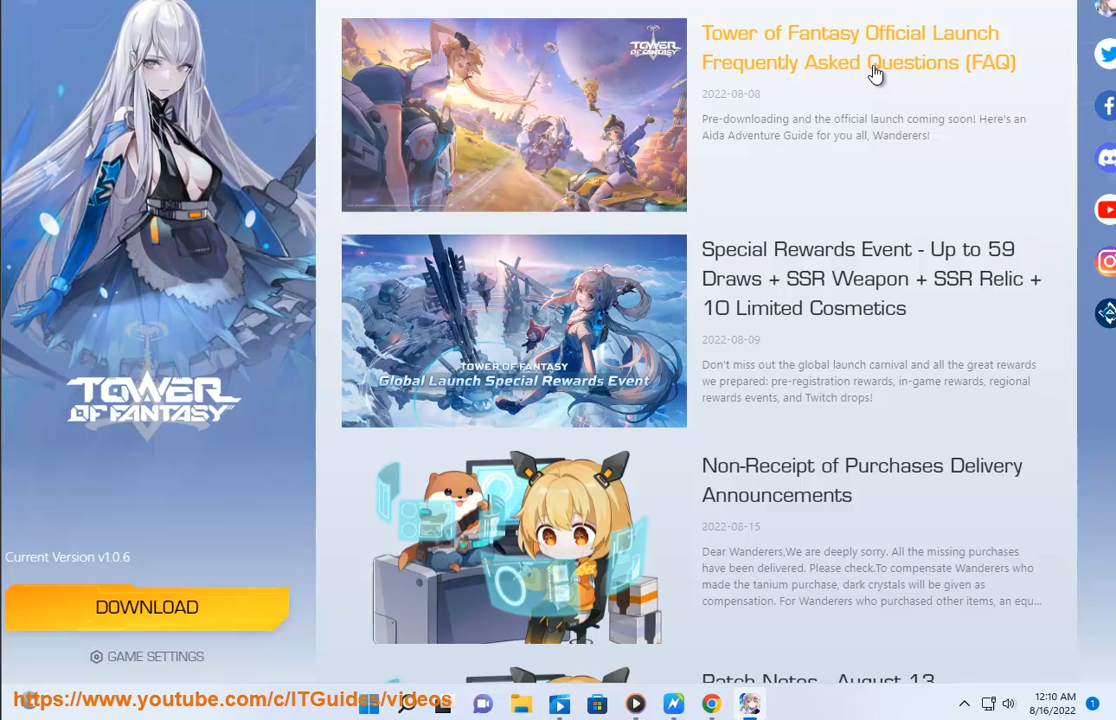 TOWER
OF FANTASY
Tower of Fantasy Official Launch
Frequently Asked Questions (FAQ)
2022-08-08
Pre-downloading and the official launch coming soon! Here's an
Aida Adventure Guide for you all, Wanderers!
TOWER OF FANTASY
Global Launch Special Rewards Event
Special Rewards Event - Up to 59
Draws + SSR Weapon + SSR Relic +
10 Limited Cosmetics
2022-08-09
Don't miss out the global launch carnival and all the great rewards
we prepared: pre-registration rewards, in-game rewards, regional
rewards events, and Twitch drops!
TOWER
OF FANTASY
Non-Receipt of Purchases Delivery
Announcements
2022-08-15
Dear Wanderers,We are deeply sorry. All the missing purchases
have been delivered. Please check.To compensate Wanderers who
made the tanium purchase, dark crystals will be given as
compensation. For Wanderers who purchased other items, an equ...
Current Version v1.0.6
DOWNLOAD
GAME SETTINGS
Patch Notes - August 13
https://www.youtube.com/c/ITGuides/videos
12:10 AM
8/16/2022
1